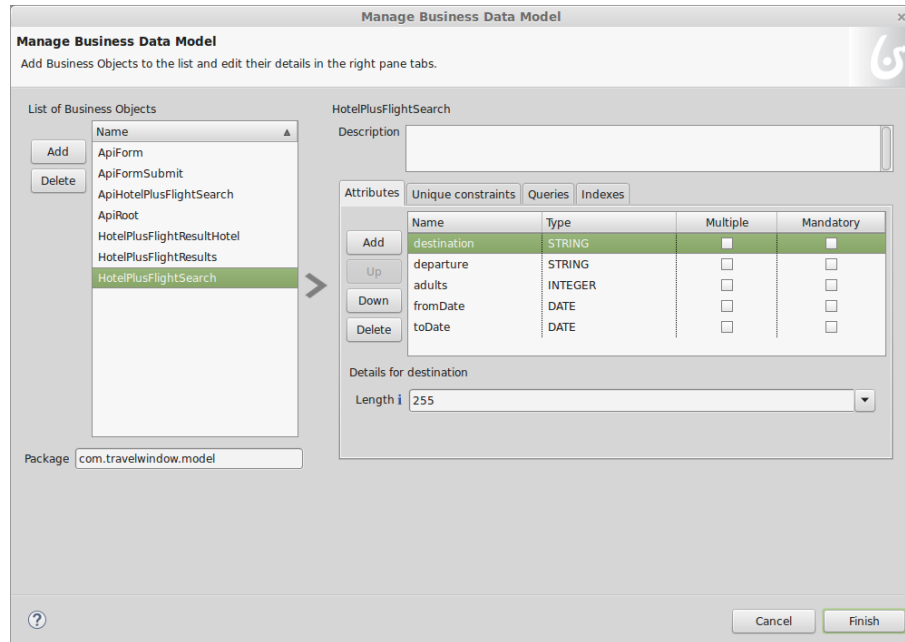 Manage Business Data Model
Manage Business Data Model
Add Business Objects to the list and edit their details in the right pane tabs.
List of Business Objects
Add
Delete
Name
ApiForm
ApiFormSubmit
ApiHotelPlusFlightSearch
ApiRoot
HotelPlusFlightResultHotel
HotelPlusFlightResults
HotelPlusFlightSearch
Package com.travelwindow.model
HotelPlusFlightSearch
Description
Attributes Unique constraints Queries Indexes
Add
Up
Down
Delete
Name Type Multiple Mandatory
destination STRING
departure STRING
adults INTEGER
fromDate DATE
toDate DATE
Details for destination
Length i 255
?
Cancel Finish